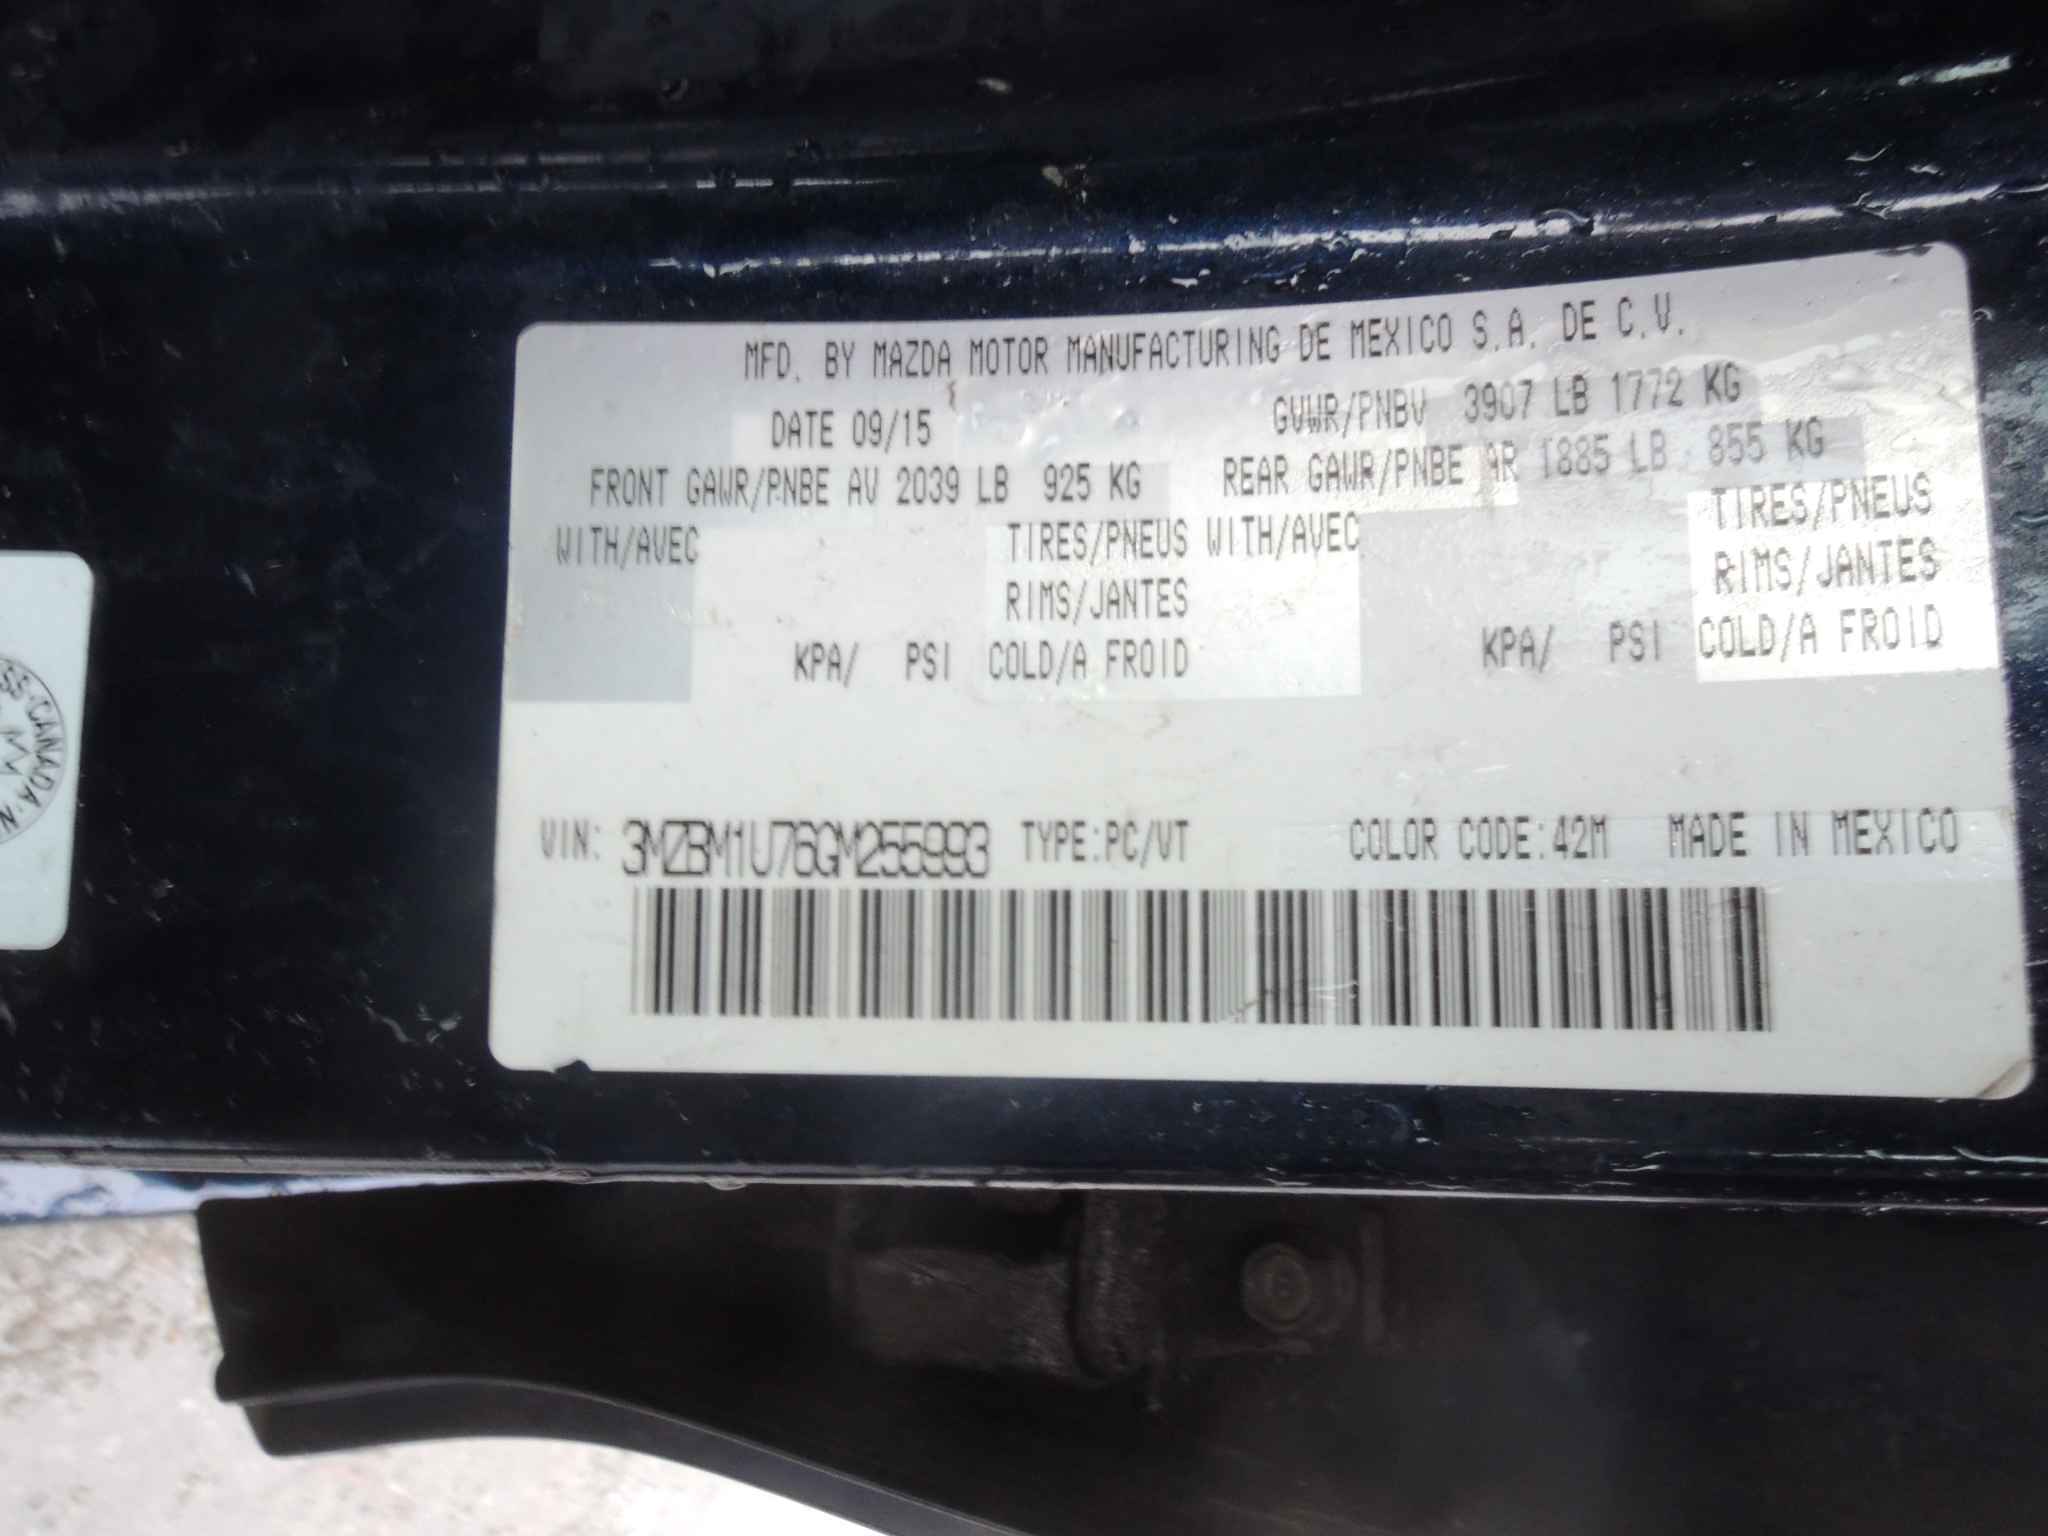 MFD. BY MAZDA MOTOR MANUFACTURING DE MEXICO S.A. DE C.V.
DATE 09/15 GVWR/PNBV 3907 LB 1772 KG
FRONT GAWR/PNBE AV 2039 LB 925 KG REAR GAWR/PNBE AR 1885 LB 855 KG
WITH/AVEC TIRES/PNEUS WITH/AVEC TIRES/PNEUS
RIMS/JANTES RIMS/JANTES
KPA/ PSI COLD/A FROID KPA/ PSI COLD/A FROID
VIN: 3MZBM1U76GM255993 TYPE:PC/VT COLOR CODE:42M MADE IN MEXICO
CANADA